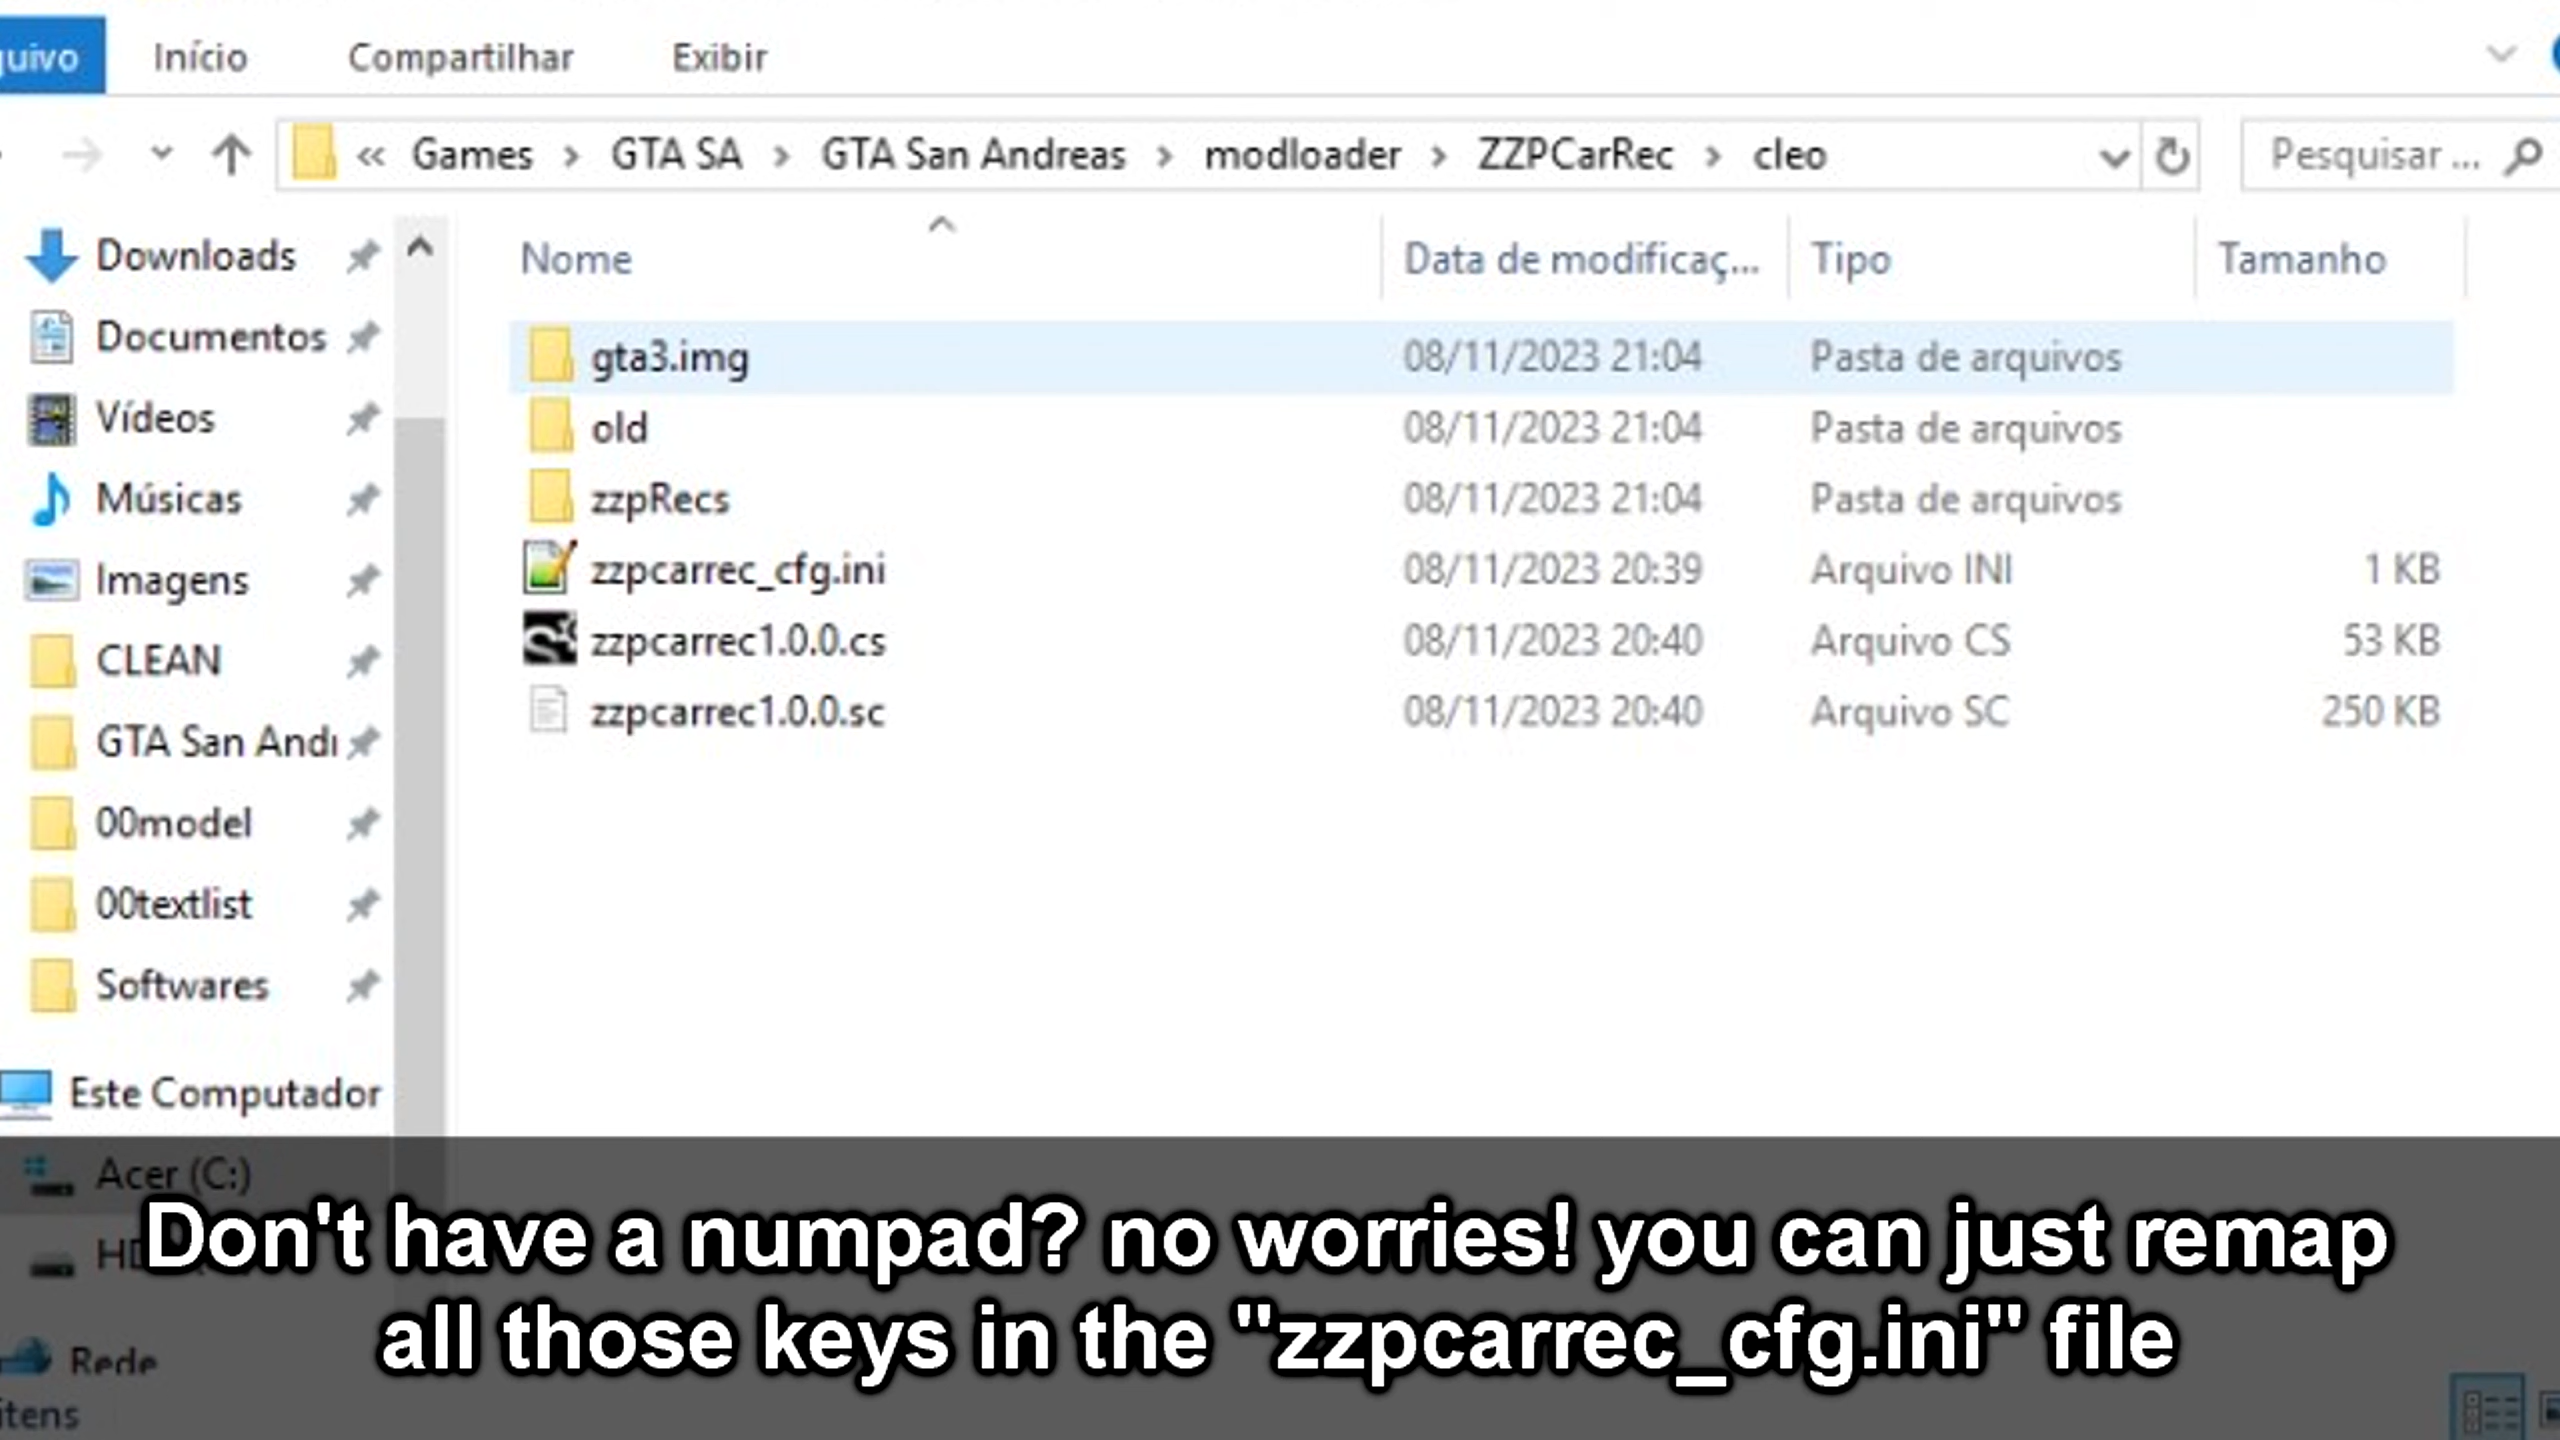 Início Compartilhar Exibir
« Games > GTA SA > GTA San Andreas > modloader > ZZPCarRec > cleo
Pesquisar ...
Nome Data de modificaç... Tipo Tamanho
Downloads
Documentos
Vídeos
Músicas
Imagens
CLEAN
GTA San Andr
00model
00textlist
Softwares
Este Computador
Acer (C:)
Rede
itens
gta3.img 08/11/2023 21:04 Pasta de arquivos
old 08/11/2023 21:04 Pasta de arquivos
zzpRecs 08/11/2023 21:04 Pasta de arquivos
zzpcarrec_cfg.ini 08/11/2023 20:39 Arquivo INI 1 KB
zzpcarrec1.0.0.cs 08/11/2023 20:40 Arquivo CS 53 KB
zzpcarrec1.0.0.sc 08/11/2023 20:40 Arquivo SC 250 KB
Don't have a numpad? no worries! you can just remap
all those keys in the "zzpcarrec_cfg.ini" file